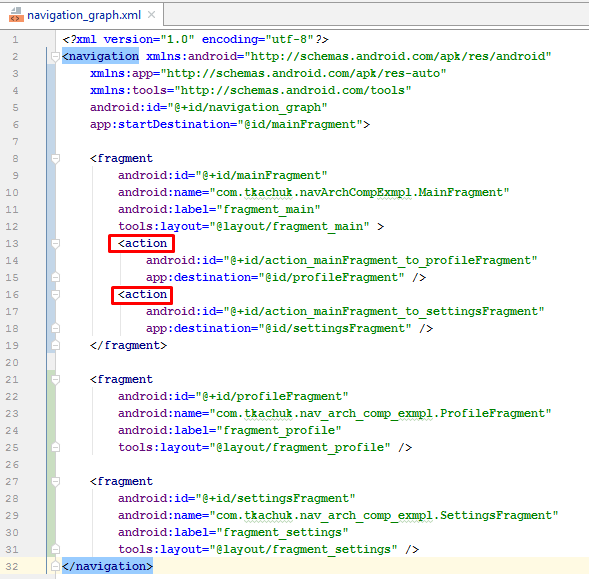 navigation_graph.xml
1 <?xml version="1.0" encoding="utf-8"?>
2 <navigation xmlns:android="http://schemas.android.com/apk/res/android"
3 xmlns:app="http://schemas.android.com/apk/res-auto"
4 xmlns:tools="http://schemas.android.com/tools"
5 android:id="@+id/navigation_graph"
6 app:startDestination="@id/mainFragment">
7
8 <fragment
9 android:id="@+id/mainFragment"
10 android:name="com.tkachuk.navArchCompExmpl.MainFragment"
11 android:label="fragment_main"
12 tools:layout="@layout/fragment_main" >
13 <action
14 android:id="@+id/action_mainFragment_to_profileFragment"
15 app:destination="@id/profileFragment" />
16 <action
17 android:id="@+id/action_mainFragment_to_settingsFragment"
18 app:destination="@id/settingsFragment" />
19 </fragment>
20
21 <fragment
22 android:id="@+id/profileFragment"
23 android:name="com.tkachuk.nav_arch_comp_exmpl.ProfileFragment"
24 android:label="fragment_profile"
25 tools:layout="@layout/fragment_profile" />
26
27 <fragment
28 android:id="@+id/settingsFragment"
29 android:name="com.tkachuk.nav_arch_comp_exmpl.SettingsFragment"
30 android:label="fragment_settings"
31 tools:layout="@layout/fragment_settings" />
32 </navigation>